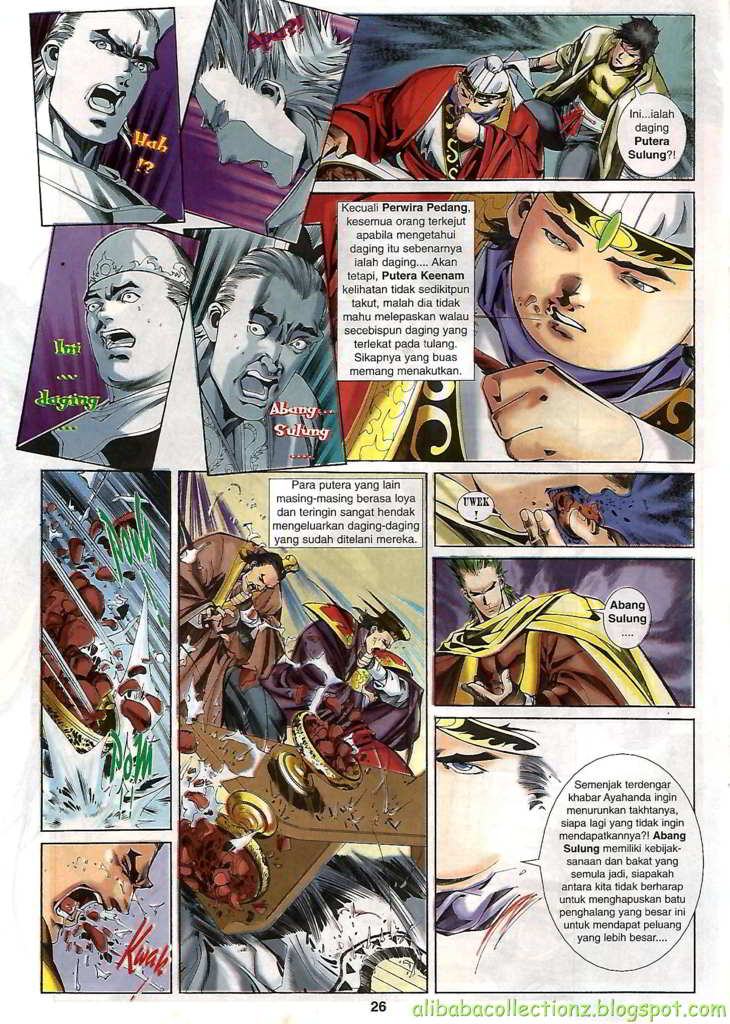 Hah
!?
Apa?!
Ini...ialah
daging
Putera
Sulung?!
Kecuali Perwira Pedang,
kesemua orang terkejut
apabila mengetahui
daging itu sebenarnya
ialah daging.... Akan
tetapi, Putera Keenam
kelihatan tidak sedikitpun
takut, malah dia tidak
mahu melepaskan walau
secebispun daging yang
terlekat pada tulang.
Sikapnya yang buas
memang menakutkan.
Ini
...
daging
...
Abang...
Sulung
....
Para putera yang lain
masing-masing berasa loya
dan teringin sangat hendak
mengeluarkan daging-daging
yang sudah ditelani mereka.
UWEK
!
POM
Abang
Sulung
....
Semenjak terdengar
khabar Ayahanda ingin
menurunkan takhtanya,
siapa lagi yang tidak ingin
mendapatkannya?! Abang
Sulung memiliki kebijak-
sanaan dan bakat yang
semula jadi, siapakah
antara kita tidak berharap
untuk menghapuskan batu
penghalang yang besar ini
untuk mendapat peluang
yang lebih besar....
Kwak
26
alibabacollectionz.blogspot.com